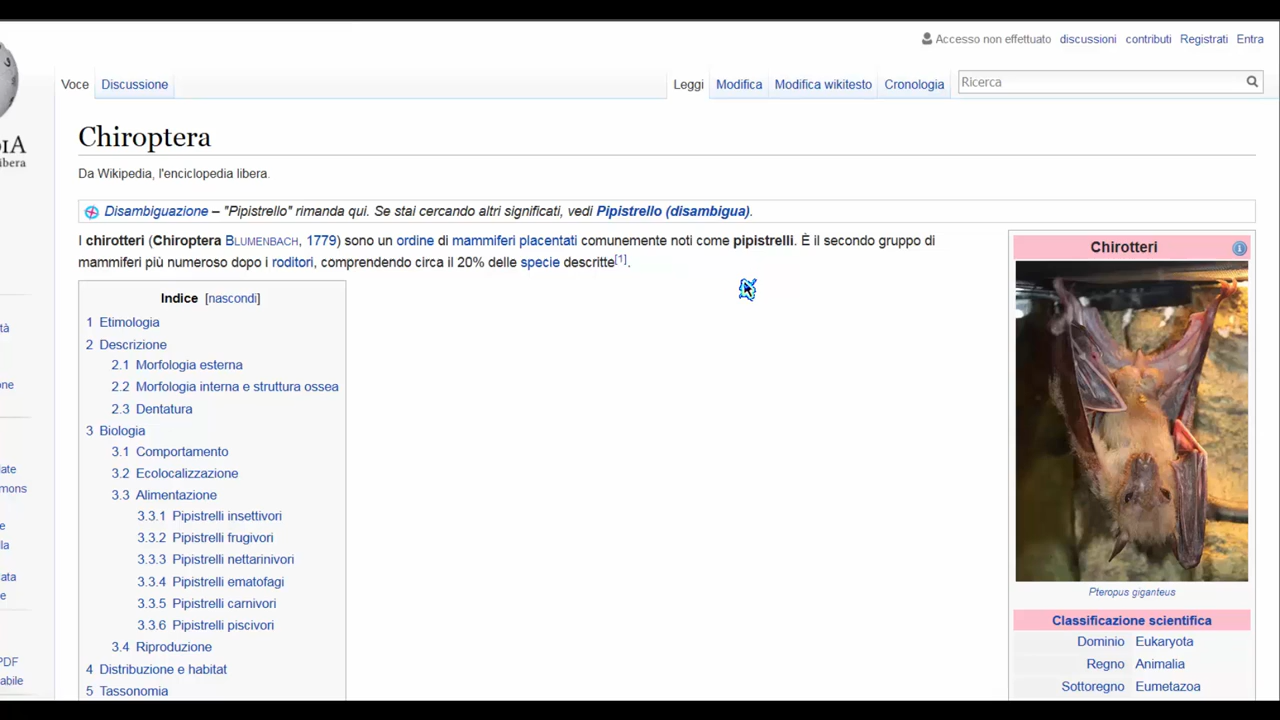 Accesso non effettuato discussioni contributi Registrati Entra
Voce Discussione Leggi Modifica Modifica wikitesto Cronologia Ricerca
Chiroptera
Da Wikipedia, l'enciclopedia libera.
Disambiguazione – "Pipistrello" rimanda qui. Se stai cercando altri significati, vedi Pipistrello (disambigua).
I chirotteri (Chiroptera BLUMENBACH, 1779) sono un ordine di mammiferi placentati comunemente noti come pipistrelli. È il secondo gruppo di
mammiferi più numeroso dopo i roditori, comprendendo circa il 20% delle specie descritte[1].
Indice [nascondi]
1 Etimologia
2 Descrizione
2.1 Morfologia esterna
2.2 Morfologia interna e struttura ossea
2.3 Dentatura
3 Biologia
3.1 Comportamento
3.2 Ecolocalizzazione
3.3 Alimentazione
3.3.1 Pipistrelli insettivori
3.3.2 Pipistrelli frugivori
3.3.3 Pipistrelli nettarinivori
3.3.4 Pipistrelli ematofagi
3.3.5 Pipistrelli carnivori
3.3.6 Pipistrelli piscivori
3.4 Riproduzione
4 Distribuzione e habitat
5 Tassonomia
Chirotteri
Pteropus giganteus
Classificazione scientifica
Dominio Eukaryota
Regno Animalia
Sottoregno Eumetazoa
PDF